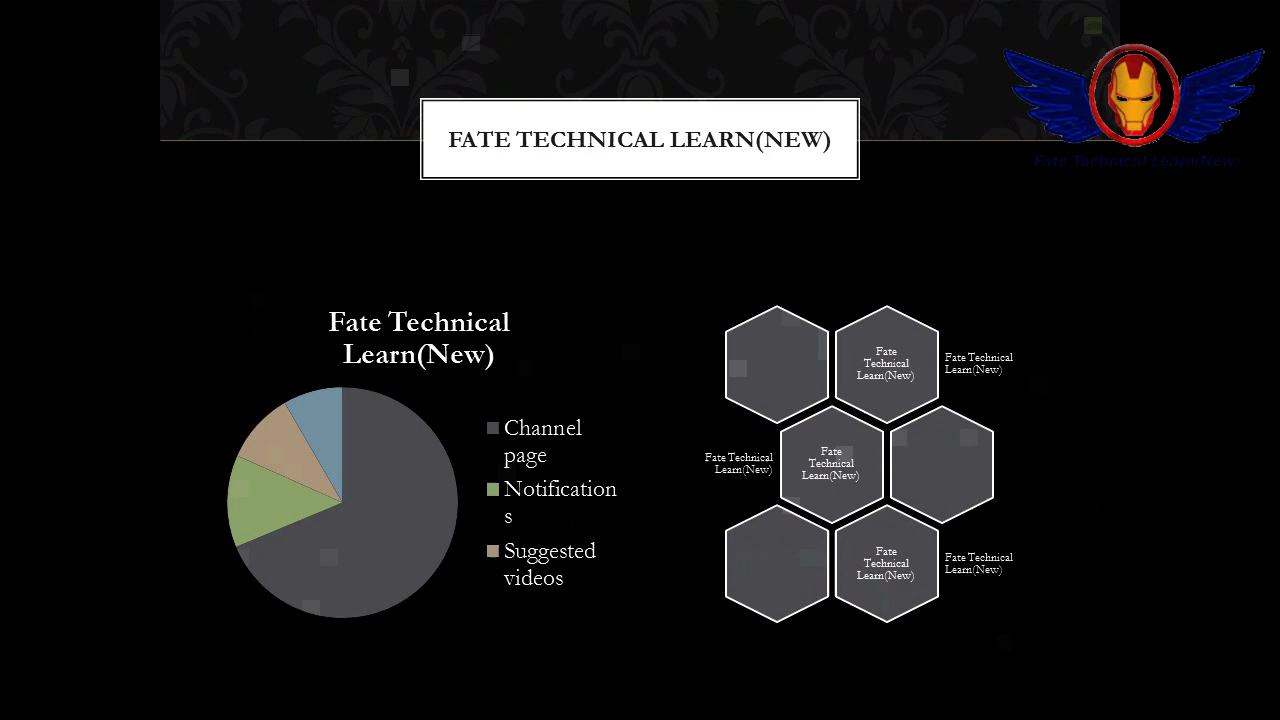 FATE TECHNICAL LEARN(NEW)
Fate Technical Learn(New)
Fate Technical
Learn(New)
Channel
page
Notification
s
Suggested
videos
Fate
Technical
Learn(New)
Fate Technical
Learn(New)
Fate Technical
Learn(New)
Fate
Technical
Learn(New)
Fate
Technical
Learn(New)
Fate Technical
Learn(New)